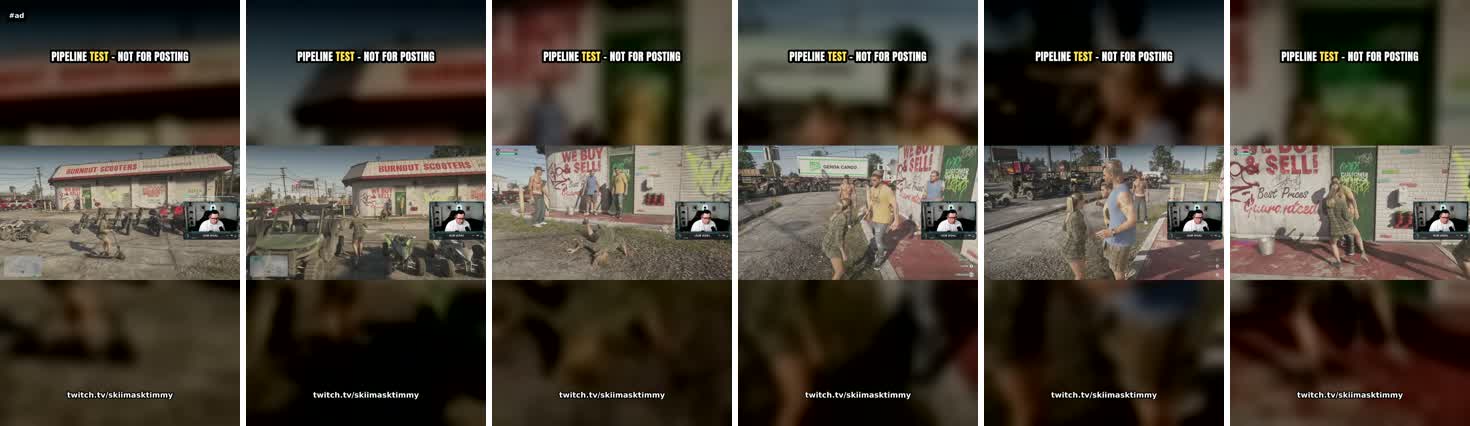 #ad
PIPELINE TEST - NOT FOR POSTING
BURNOUT SCOOTERS
twitch.tv/skiimasktimmy
PIPELINE TEST - NOT FOR POSTING
BURNOUT SCOOTERS
twitch.tv/skiimasktimmy
PIPELINE TEST - NOT FOR POSTING
WE BUY
& SELL!
twitch.tv/skiimasktimmy
PIPELINE TEST - NOT FOR POSTING
WE BUY
& SELL!
twitch.tv/skiimasktimmy
PIPELINE TEST - NOT FOR POSTING
twitch.tv/skiimasktimmy
PIPELINE TEST - NOT FOR POSTING
WE BUY
& SELL!
Best Prices
Guaranteed
twitch.tv/skiimasktimmy